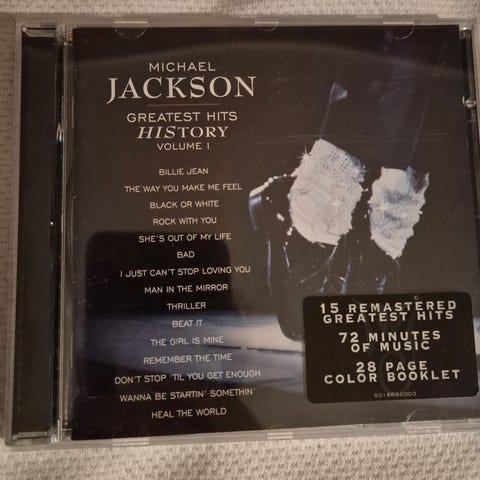 MICHAEL
JACKSON
GREATEST HITS
HISTORY
VOLUME I
BILLIE JEAN
THE WAY YOU MAKE ME FEEL
BLACK OR WHITE
ROCK WITH YOU
SHE'S OUT OF MY LIFE
BAD
I JUST CAN'T STOP LOVING YOU
MAN IN THE MIRROR
THRILLER
BEAT IT
THE GIRL IS MINE
REMEMBER THE TIME
DON'T STOP 'TIL YOU GET ENOUGH
WANNA BE STARTIN' SOMETHIN'
HEAL THE WORLD
15 REMASTERED
GREATEST HITS
72 MINUTES
OF MUSIC
28 PAGE
COLOR BOOKLET
5018692003